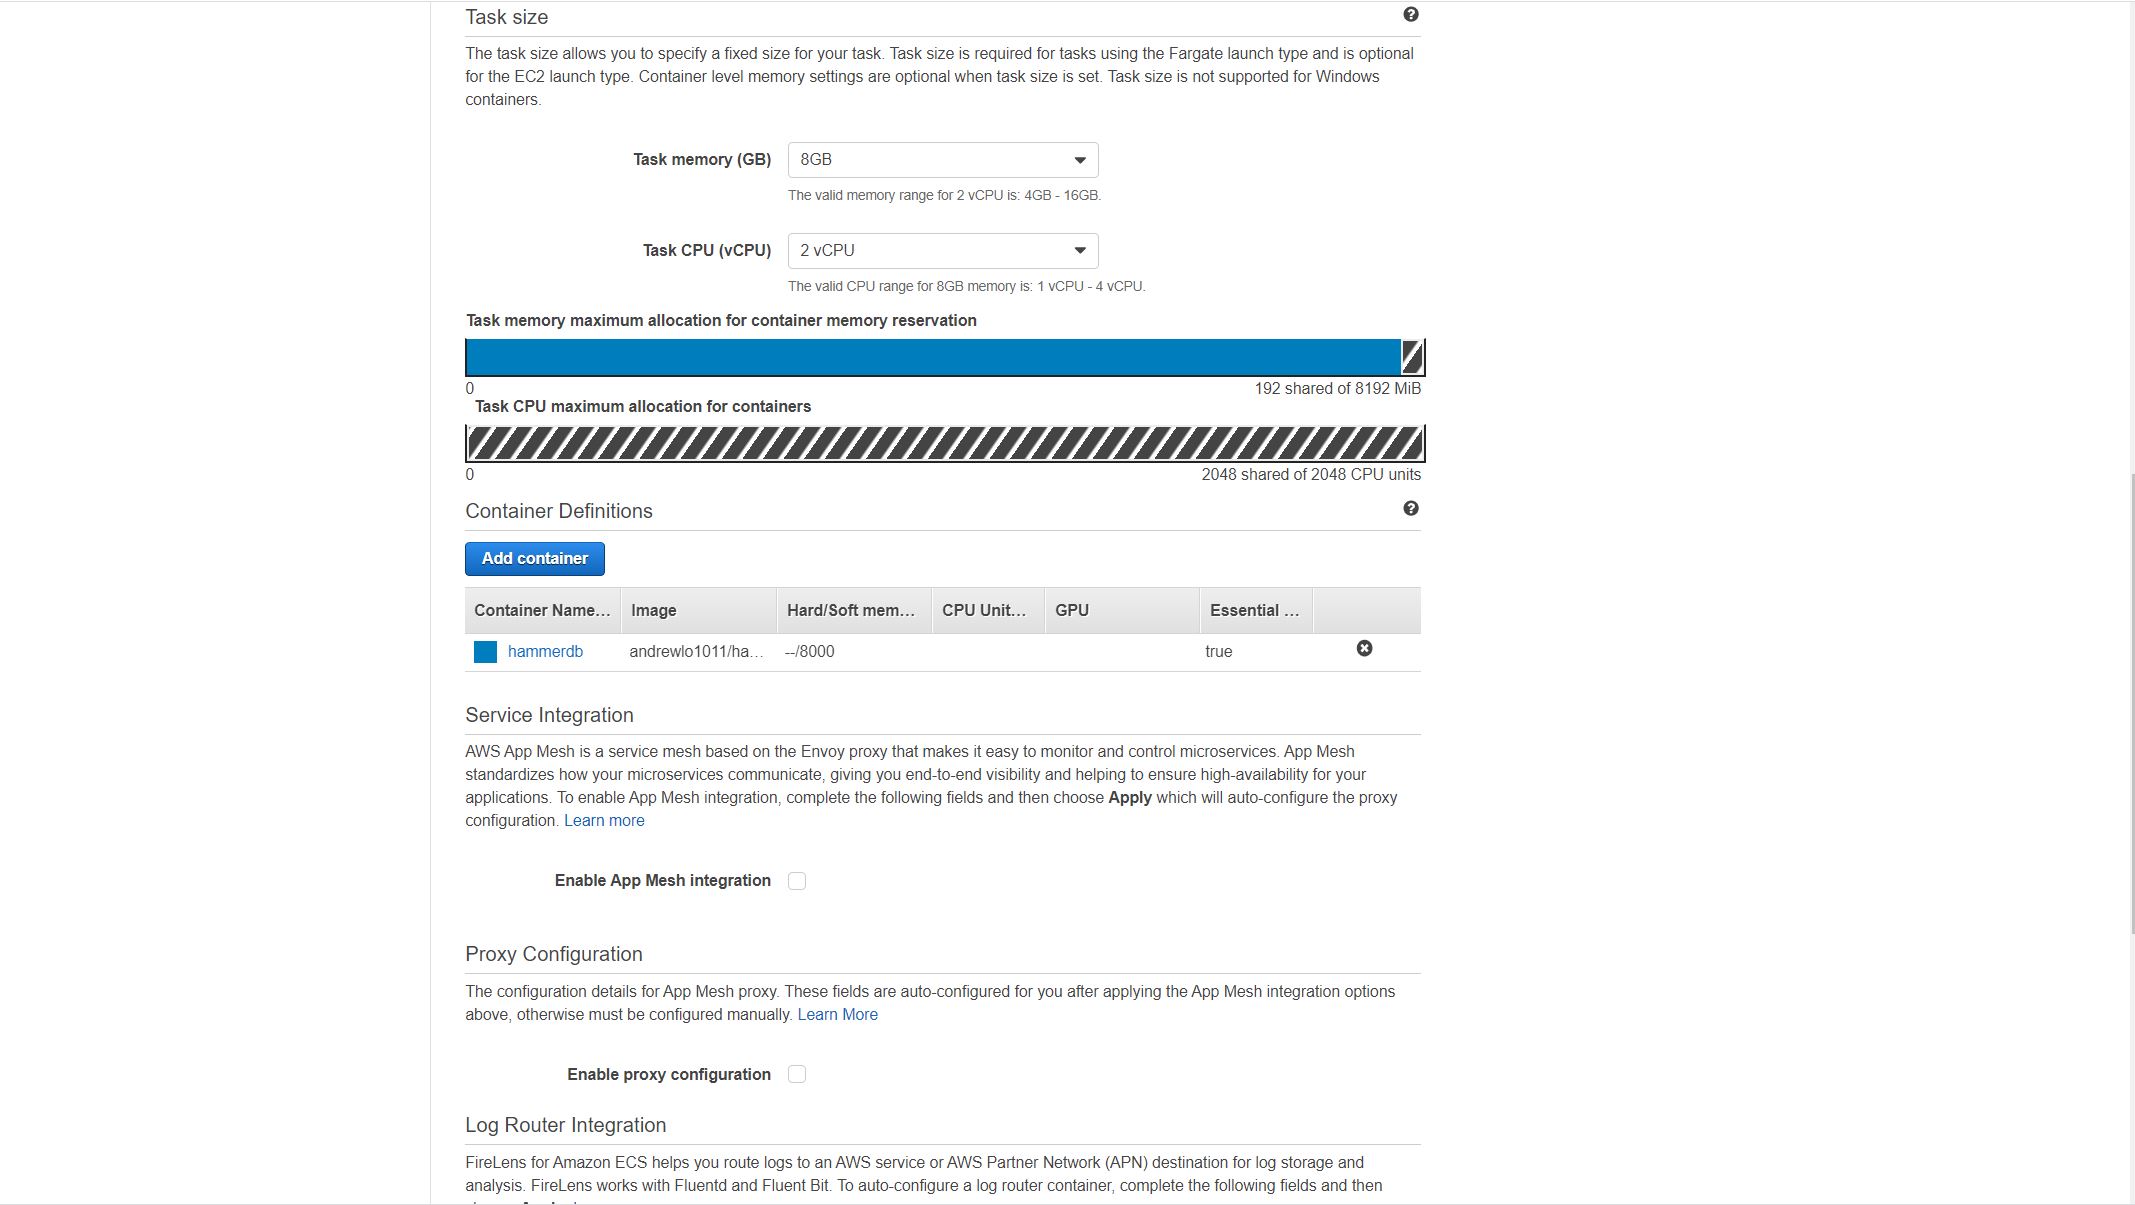 Task size
The task size allows you to specify a fixed size for your task. Task size is required for tasks using the Fargate launch type and is optional
for the EC2 launch type. Container level memory settings are optional when task size is set. Task size is not supported for Windows
containers.
Task memory (GB) 8GB
The valid memory range for 2 vCPU is: 4GB - 16GB.
Task CPU (vCPU) 2 vCPU
The valid CPU range for 8GB memory is: 1 vCPU - 4 vCPU.
Task memory maximum allocation for container memory reservation
0 192 shared of 8192 MiB
Task CPU maximum allocation for containers
0 2048 shared of 2048 CPU units
Container Definitions
Add container
Container Name... Image Hard/Soft mem... CPU Unit... GPU Essential ...
hammerdb andrewlo1011/ha... --/8000 true
Service Integration
AWS App Mesh is a service mesh based on the Envoy proxy that makes it easy to monitor and control microservices. App Mesh
standardizes how your microservices communicate, giving you end-to-end visibility and helping to ensure high-availability for your
applications. To enable App Mesh integration, complete the following fields and then choose Apply which will auto-configure the proxy
configuration. Learn more
Enable App Mesh integration
Proxy Configuration
The configuration details for App Mesh proxy. These fields are auto-configured for you after applying the App Mesh integration options
above, otherwise must be configured manually. Learn More
Enable proxy configuration
Log Router Integration
FireLens for Amazon ECS helps you route logs to an AWS service or AWS Partner Network (APN) destination for log storage and
analysis. FireLens works with Fluentd and Fluent Bit. To auto-configure a log router container, complete the following fields and then